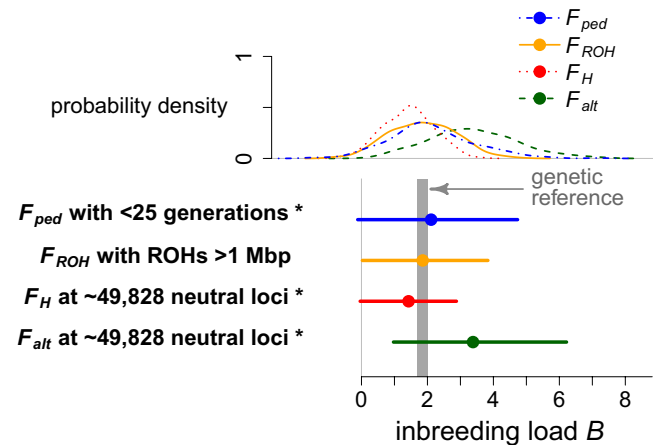 F_ped
F_ROH
F_H
F_alt
1
0
probability density
genetic
reference
F_ped with <25 generations *
F_ROH with ROHs >1 Mbp
F_H at ~49,828 neutral loci *
F_alt at ~49,828 neutral loci *
0 2 4 6 8
inbreeding load B